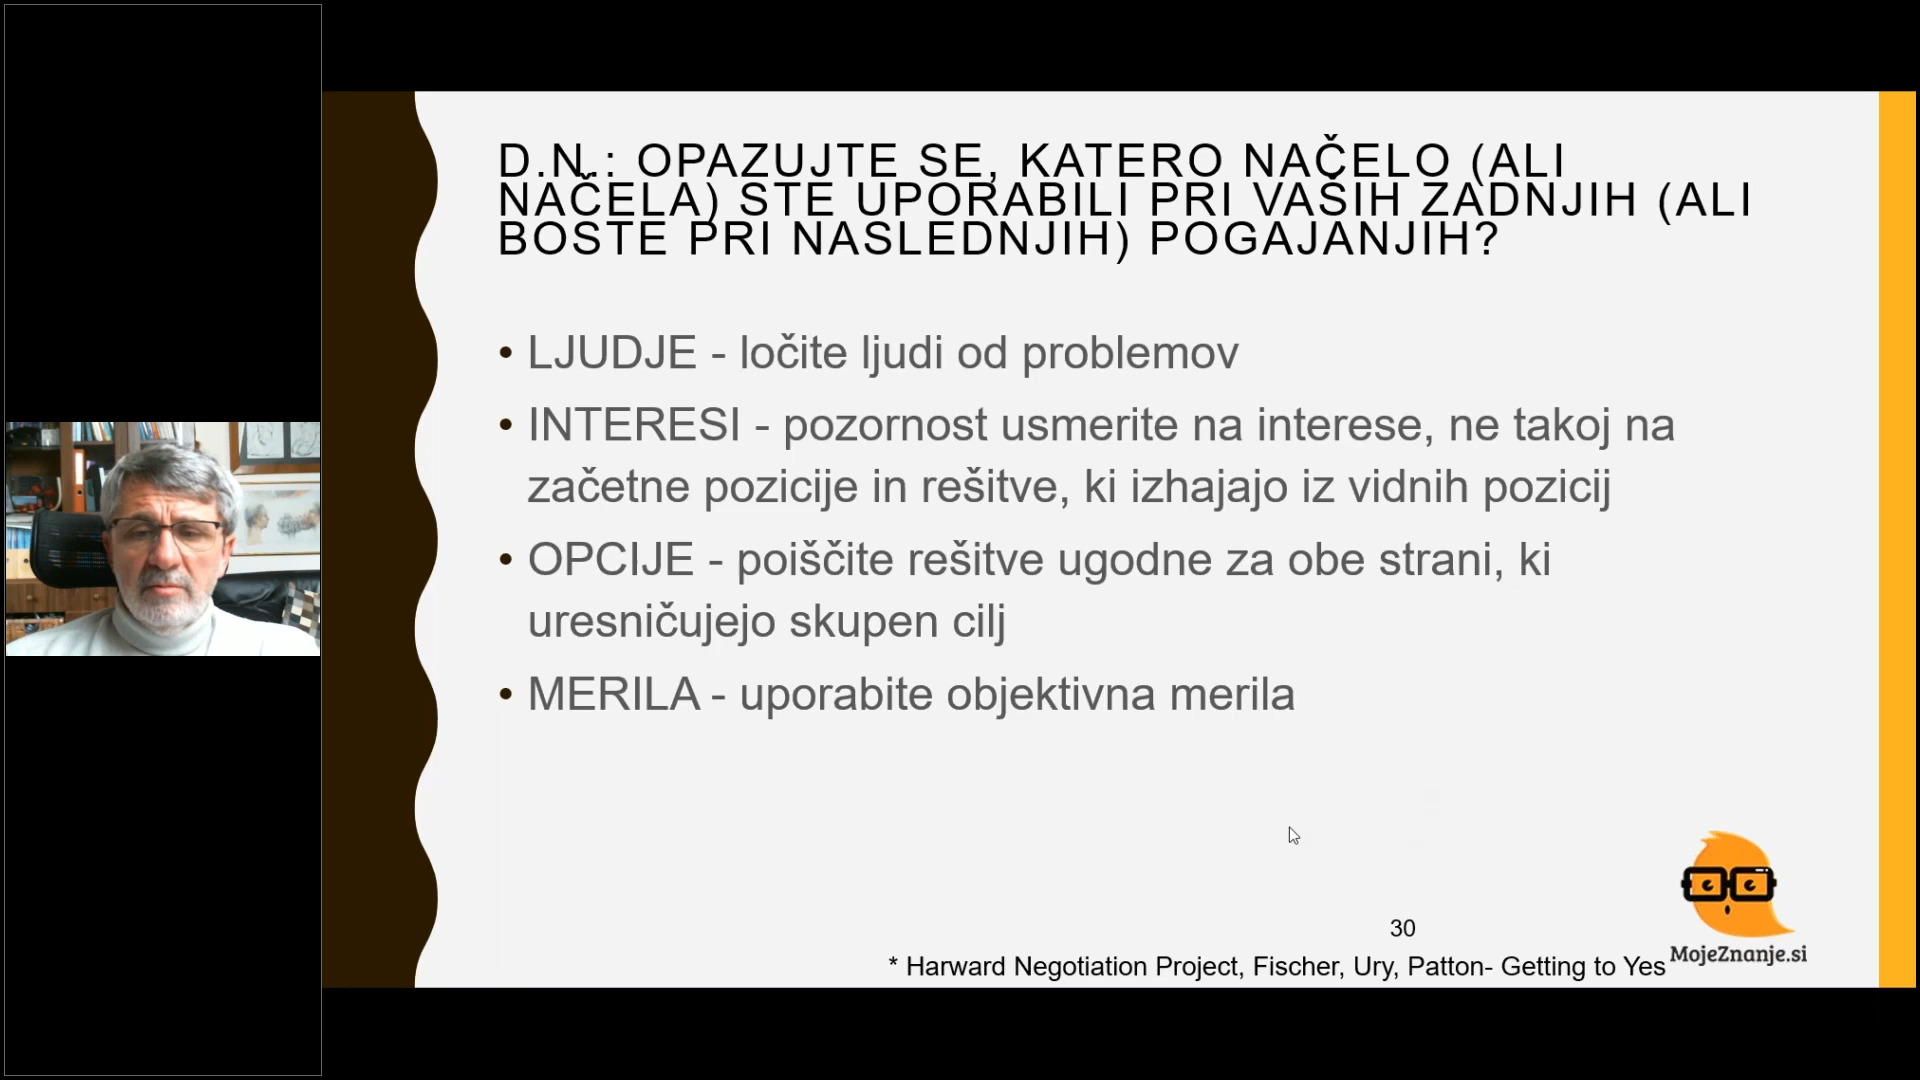 D.N.: OPAZUJTE SE, KATERO NAČELO (ALI
NAČELA) STE UPORABILI PRI VAŠIH ZADNJIH (ALI
BOSTE PRI NASLEDNJIH) POGAJANJIH?
• LJUDJE - ločite ljudi od problemov
• INTERESI - pozornost usmerite na interese, ne takoj na
začetne pozicije in rešitve, ki izhajajo iz vidnih pozicij
• OPCIJE - poiščite rešitve ugodne za obe strani, ki
uresničujejo skupen cilj
• MERILA - uporabite objektivna merila
30
* Harward Negotiation Project, Fischer, Ury, Patton- Getting to Yes
MojeZnanje.si